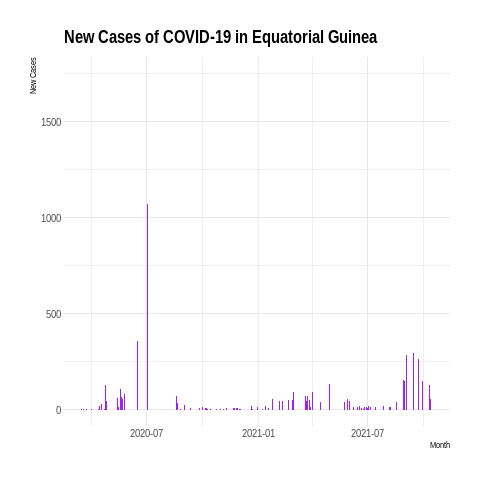 New Cases of COVID-19 in Equatorial Guinea
New Cases
1500
1000
500
0
2020-07
2021-01
2021-07
Month